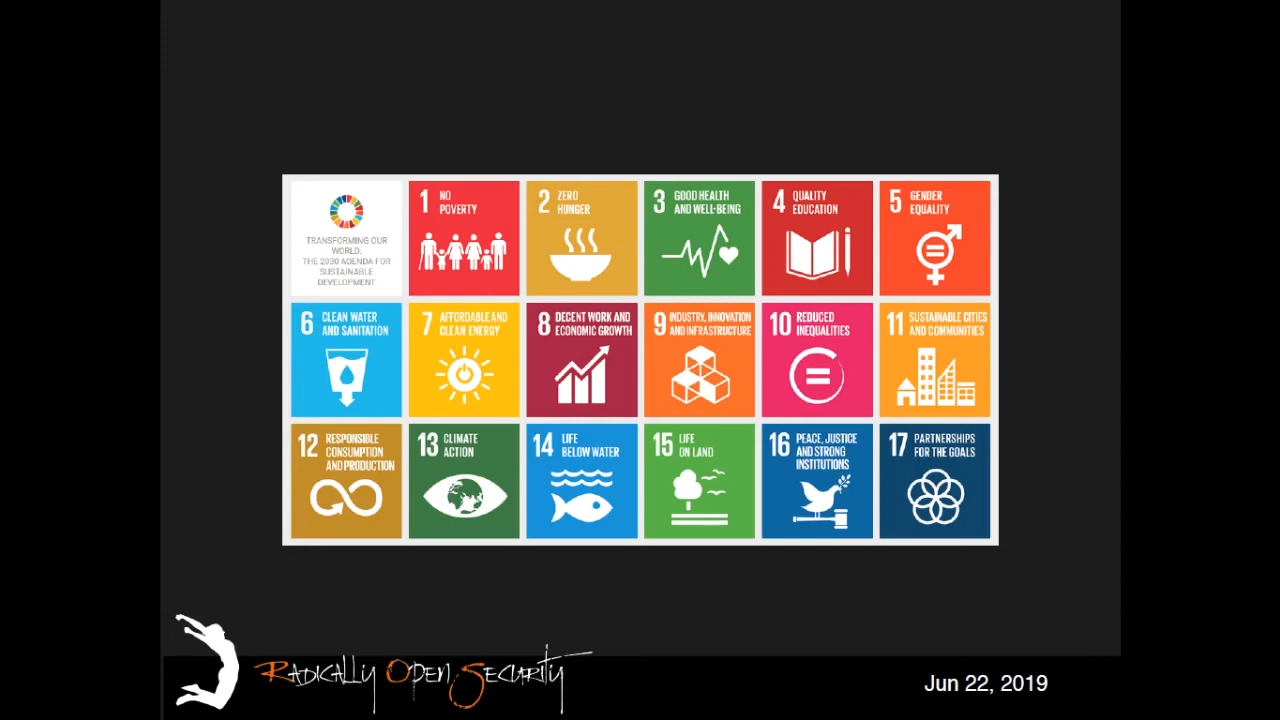 TRANSFORMING OUR
WORLD:
THE 2030 AGENDA FOR
SUSTAINABLE
DEVELOPMENT
1 NO
POVERTY
2 ZERO
HUNGER
3 GOOD HEALTH
AND WELL-BEING
4 QUALITY
EDUCATION
5 GENDER
EQUALITY
6 CLEAN WATER
AND SANITATION
7 AFFORDABLE AND
CLEAN ENERGY
8 DECENT WORK AND
ECONOMIC GROWTH
9 INDUSTRY, INNOVATION
AND INFRASTRUCTURE
10 REDUCED
INEQUALITIES
11 SUSTAINABLE CITIES
AND COMMUNITIES
12 RESPONSIBLE
CONSUMPTION
AND PRODUCTION
13 CLIMATE
ACTION
14 LIFE
BELOW WATER
15 LIFE
ON LAND
16 PEACE, JUSTICE
AND STRONG
INSTITUTIONS
17 PARTNERSHIPS
FOR THE GOALS
RADICALLY OPEN SECURITY
Jun 22, 2019